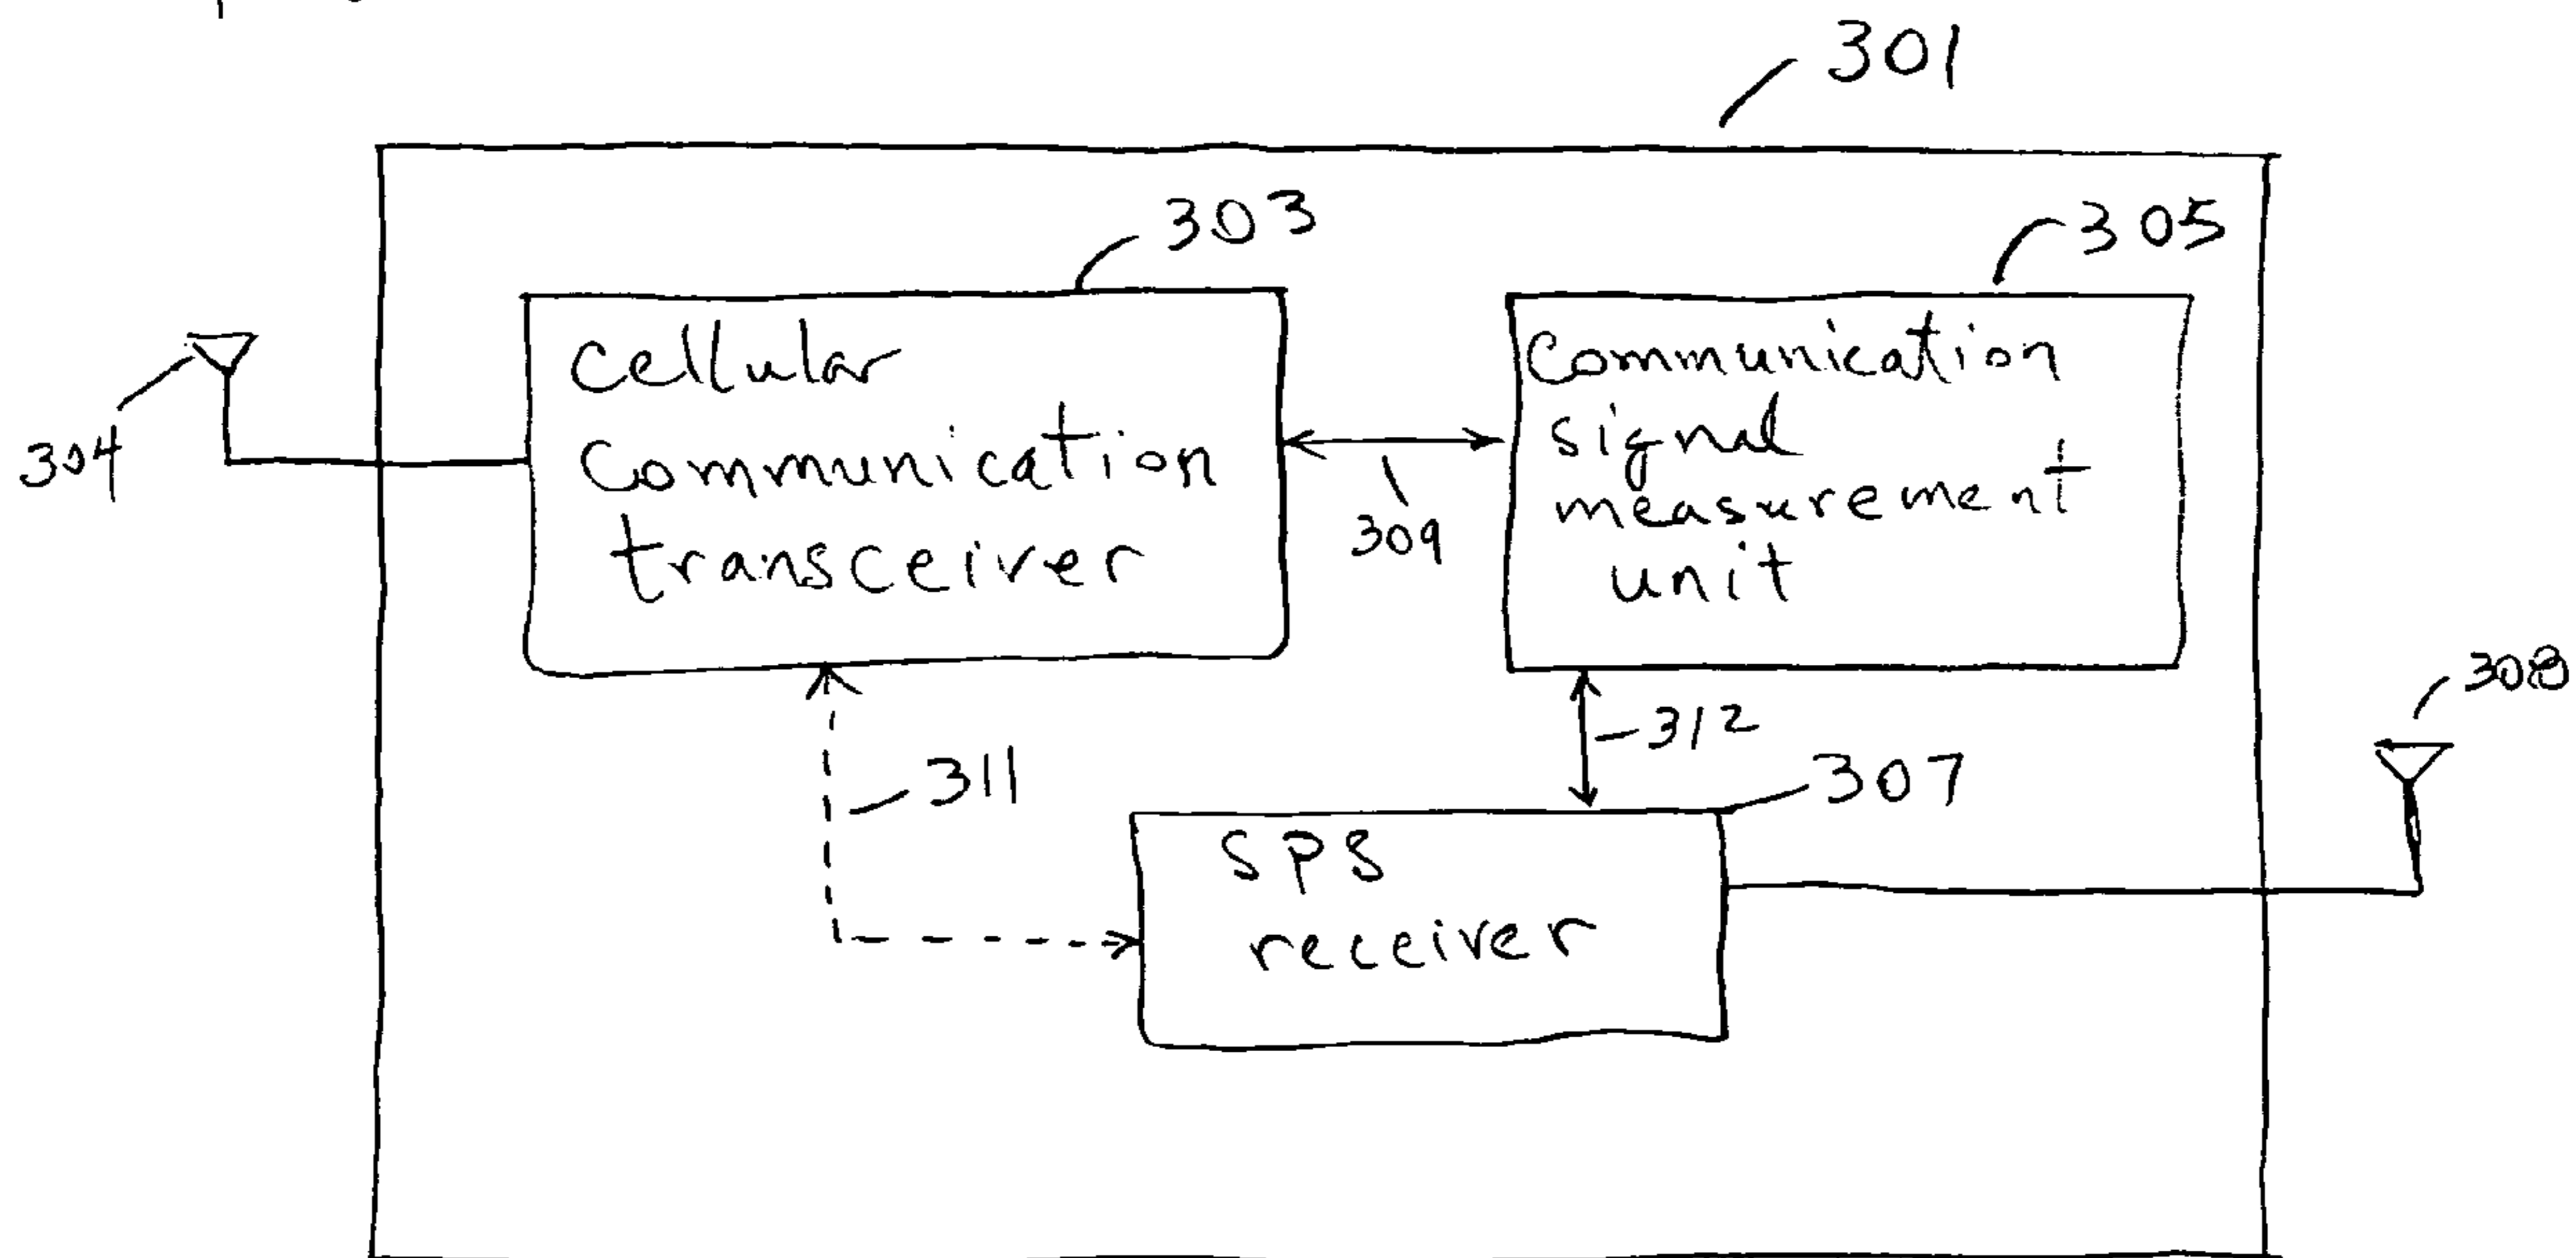 301
303
305
cellular
communication
transceiver
communication
signal
measurement
unit
304
309
308
312
311
307
SPS
receiver